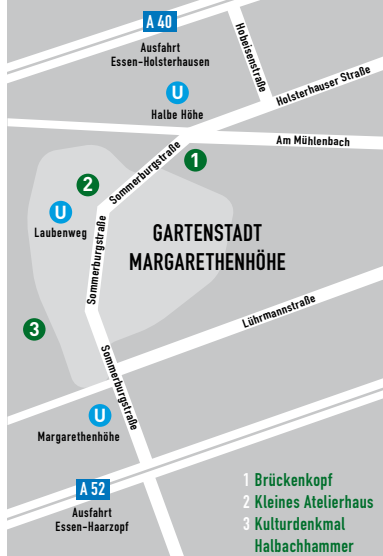 A 40
Ausfahrt
Essen-Holsterhausen
Hobeisenstraße
U
Halbe Höhe
Holsterhauser Straße
Am Mühlenbach
Sommerburgstraße
1
2
U
Laubenweg
Sommerburgstraße
GARTENSTADT
MARGARETHENHÖHE
3
Lührmannstraße
Sommerburgstraße
U
Margarethenhöhe
A 52
Ausfahrt
Essen-Haarzopf
1 Brückenkopf
2 Kleines Atelierhaus
3 Kulturdenkmal
Halbachhammer